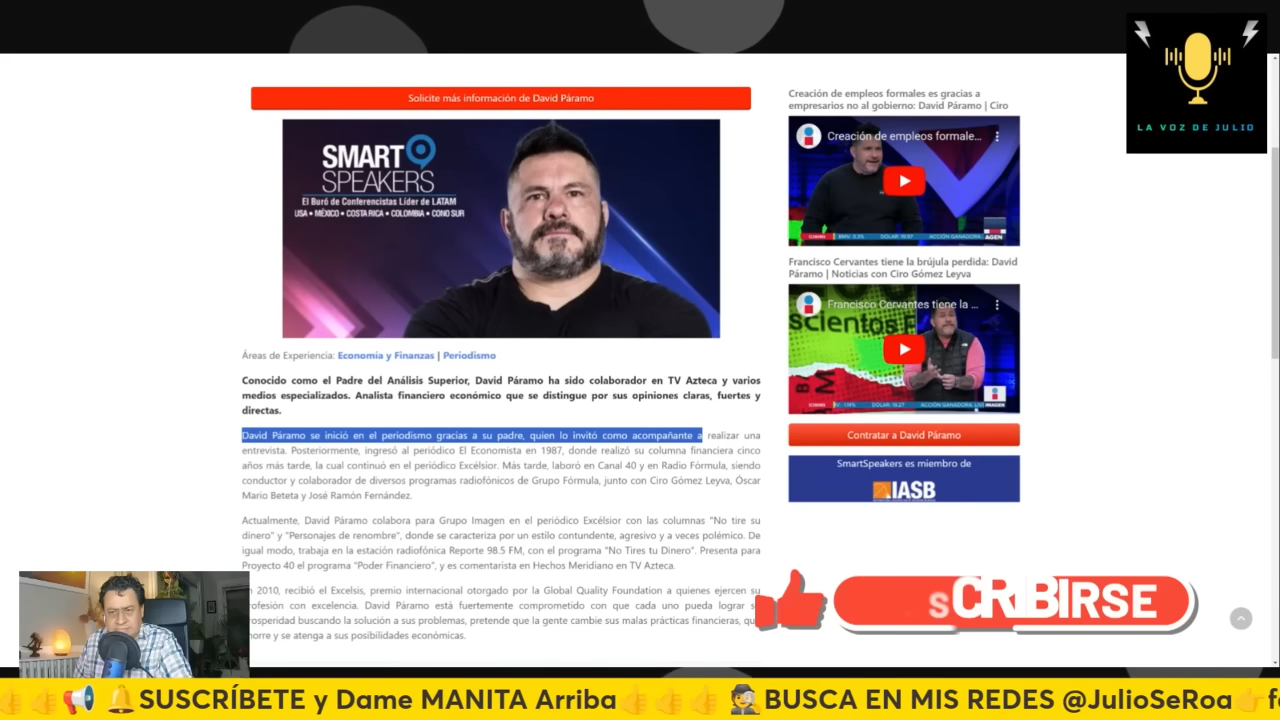 Solicite más información de David Páramo
SMART
SPEAKERS
El Buró de Conferencistas Líder de LATAM
USA • MÉXICO • COSTA RICA • COLOMBIA • CONO SUR
Áreas de Experiencia: Economía y Finanzas | Periodismo
Conocido como el Padre del Análisis Superior, David Páramo ha sido colaborador en TV Azteca y varios
medios especializados. Analista financiero económico que se distingue por sus opiniones claras, fuertes y
directas.
David Páramo se inició en el periodismo gracias a su padre, quien lo invitó como acompañante a realizar una
entrevista. Posteriormente, ingresó al periódico El Economista en 1987, donde realizó su columna financiera cinco
años más tarde, la cual continuó en el periódico Excélsior. Más tarde, laboró en Canal 40 y en Radio Fórmula, siendo
conductor y colaborador de diversos programas radiofónicos de Grupo Fórmula, junto con Ciro Gómez Leyva, Óscar
Mario Beteta y José Ramón Fernández.
Actualmente, David Páramo colabora para Grupo Imagen en el periódico Excélsior con las columnas "No tire su
dinero" y "Personajes de renombre", donde se caracteriza por un estilo contundente, agresivo y a veces polémico. De
igual modo, trabaja en la estación radiofónica Reporte 98.5 FM, con el programa "No Tires tu Dinero". Presenta para
Proyecto 40 el programa "Poder Financiero", y es comentarista en Hechos Meridiano en TV Azteca.
n 2010, recibió el Excelsis, premio internacional otorgado por la Global Quality Foundation a quienes ejercen su
rofesión con excelencia. David Páramo está fuertemente comprometido con que cada uno pueda lograr s
rosperidad buscando la solución a sus problemas, pretende que la gente cambie sus malas prácticas financieras, qu
horre y se atenga a sus posibilidades económicas.
Creación de empleos formales es gracias a
empresarios no al gobierno: David Páramo | Ciro
Creación de empleos formale...
DÓLAR
ACCIÓN GANADORA
AGEN
Francisco Cervantes tiene la brújula perdida: David
Páramo | Noticias con Ciro Gómez Leyva
Francisco Cervantes tiene la ...
scientos
DÓLAR
ACCIÓN GANADORA
IMAGEN
Contratar a David Páramo
SmartSpeakers es miembro de
IASB
LA VOZ DE JULIO
SCRIBIRSE
SUSCRÍBETE y Dame MANITA Arriba BUSCA EN MIS REDES @JulioSeRoa fa